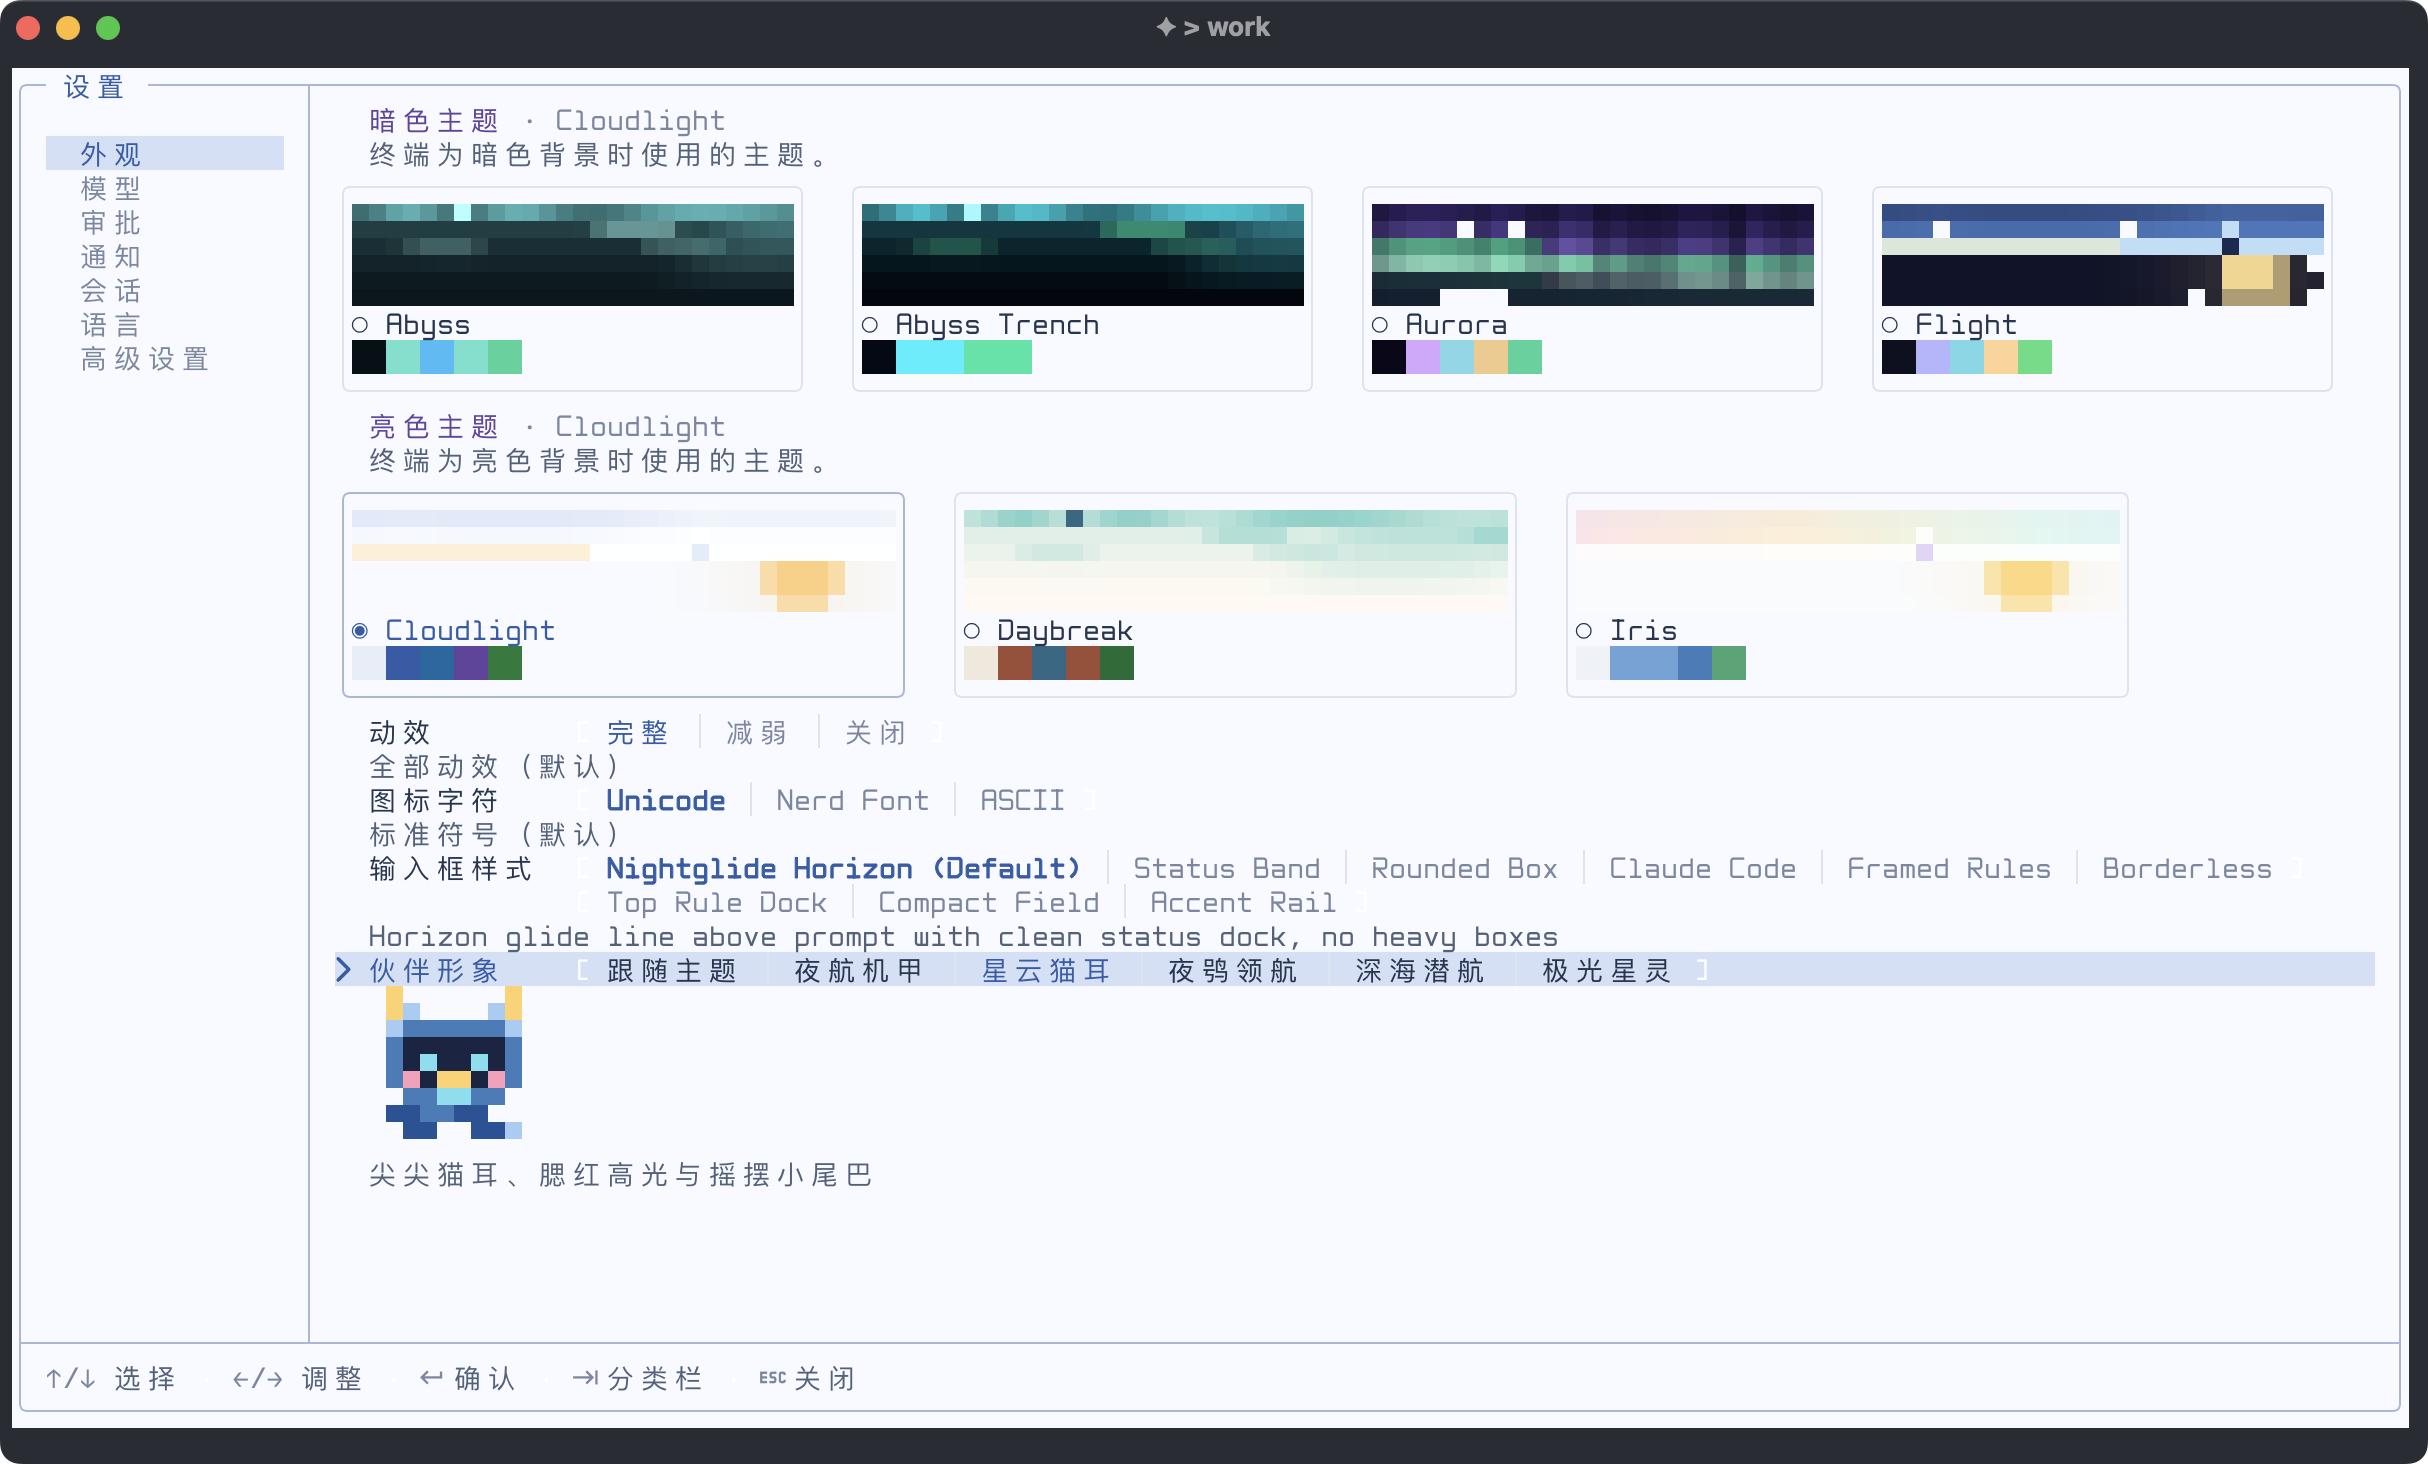 ✦ > work
设置
外观
模型
审批
通知
会话
语言
高级设置
暗色主题 · Cloudlight
终端为暗色背景时使用的主题。
○ Abyss
○ Abyss Trench
○ Aurora
○ Flight
亮色主题 · Cloudlight
终端为亮色背景时使用的主题。
◉ Cloudlight
○ Daybreak
○ Iris
动效 [ 完整 │ 减弱 │ 关闭 ]
全部动效（默认）
图标字符 [ Unicode │ Nerd Font │ ASCII ]
标准符号（默认）
输入框样式 [ Nightglide Horizon (Default) │ Status Band │ Rounded Box │ Claude Code │ Framed Rules │ Borderless ]
[ Top Rule Dock │ Compact Field │ Accent Rail ]
Horizon glide line above prompt with clean status dock, no heavy boxes
> 伙伴形象 [ 跟随主题 │ 夜航机甲 │ 星云猫耳 │ 夜鸮领航 │ 深海潜航 │ 极光星灵 ]
尖尖猫耳、腮红高光与摇摆小尾巴
↑/↓ 选择 · ←/→ 调整 · ↵ 确认 · ⇥ 分类栏 · ESC 关闭